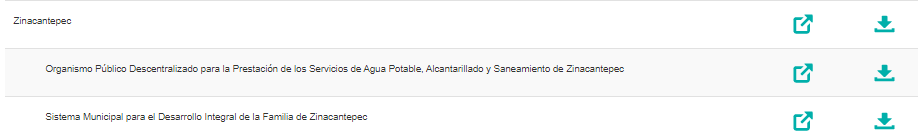 Zinacantepec
Organismo Público Descentralizado para la Prestación de los Servicios de Agua Potable, Alcantarillado y Saneamiento de Zinacantepec
Sistema Municipal para el Desarrollo Integral de la Familia de Zinacantepec